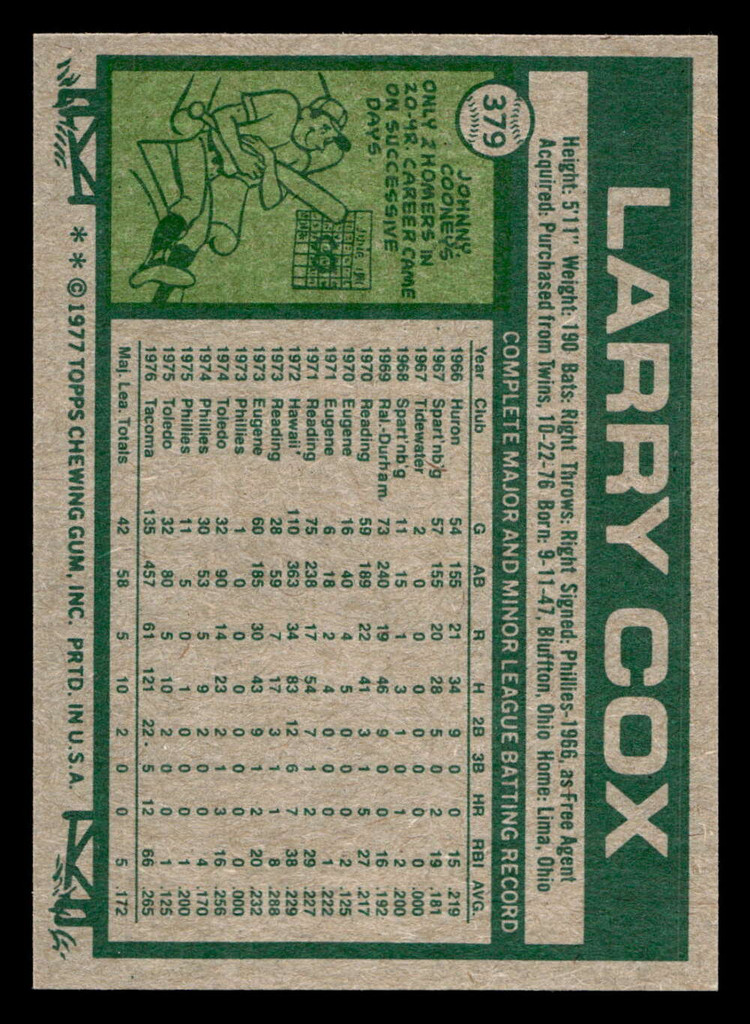 LARRY COX
379
Height: 5'11" Weight: 190 Bats: Right Throws: Right Signed: Phillies-1966, as Free Agent
Acquired: Purchased from Twins, 10-22-76 Born: 9-11-47, Bluffton, Ohio Home: Lima, Ohio
JOHNNY
COONEY'S
ONLY 2 HOMERS IN
20-YR. CAREER CAME
ON SUCCESSIVE
DAYS.
JUNE
COMPLETE MAJOR AND MINOR LEAGUE BATTING RECORD
Year Club G AB R H 2B 3B HR RBI AVG.
1966 Huron 54 155 21 34 9 0 0 15 .219
1967 Spart'nb'g 57 155 20 28 5 0 2 19 .181
1967 Tidewater 2 0 0 0 0 0 0 0 .000
1968 Spart'nb'g 11 15 1 3 0 0 1 2 .200
1969 Ral.-Durham 73 240 19 46 9 0 0 16 .192
1970 Reading 59 189 22 41 3 1 5 27 .217
1970 Eugene 16 40 4 5 0 0 0 2 .125
1971 Eugene 6 18 2 4 0 0 0 1 .222
1971 Reading 75 238 17 54 7 1 2 29 .227
1972 Hawaii 110 363 34 83 12 6 7 38 .229
1973 Reading 28 59 7 17 3 1 1 8 .288
1973 Eugene 60 185 30 43 9 1 2 20 .232
1973 Phillies 1 0 0 0 0 0 0 0 .000
1974 Toledo 32 90 14 23 2 1 3 16 .256
1974 Phillies 30 53 5 9 2 0 0 4 .170
1975 Phillies 11 5 0 1 0 0 0 1 .200
1975 Toledo 32 80 5 10 2 0 0 1 .125
1976 Tacoma 135 457 61 121 22 5 12 66 .265
Maj. Lea. Totals 42 58 5 10 2 0 0 5 .172
* * ©1977 TOPPS CHEWING GUM, INC. PRTD. IN U.S.A.